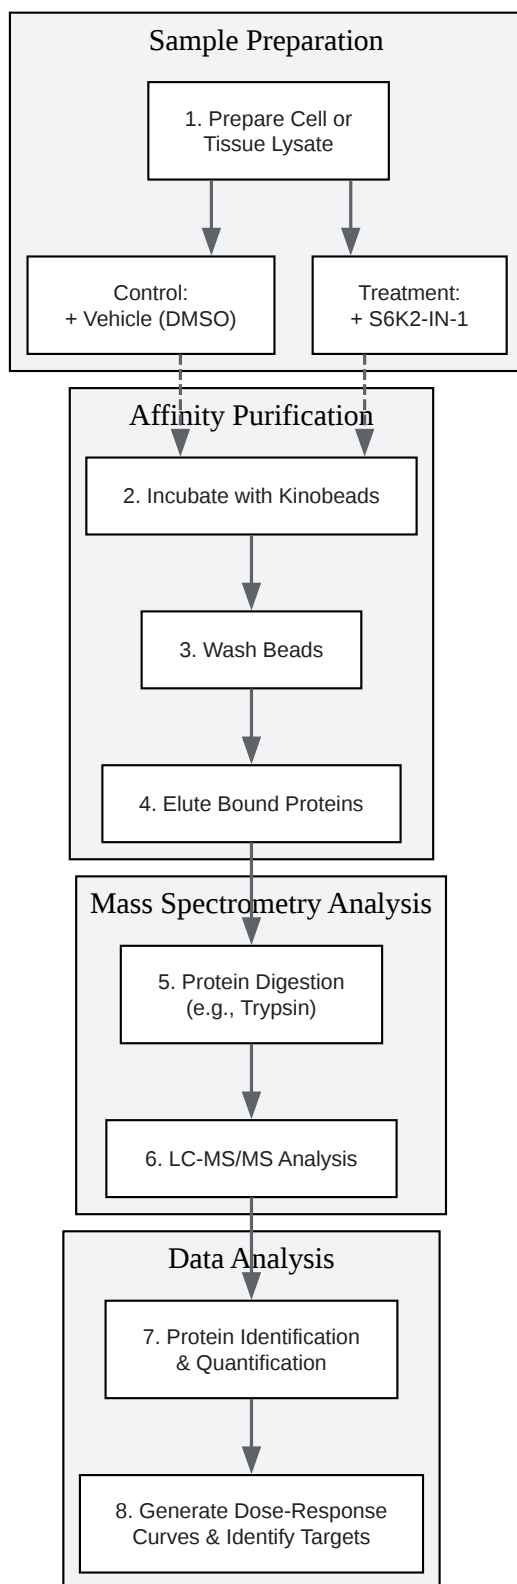 Sample Preparation
1. Prepare Cell or
Tissue Lysate
Control:
+ Vehicle (DMSO)
Treatment:
+ S6K2-IN-1
Affinity Purification
2. Incubate with Kinobeads
3. Wash Beads
4. Elute Bound Proteins
Mass Spectrometry Analysis
5. Protein Digestion
(e.g., Trypsin)
6. LC-MS/MS Analysis
Data Analysis
7. Protein Identification
& Quantification
8. Generate Dose-Response
Curves & Identify Targets